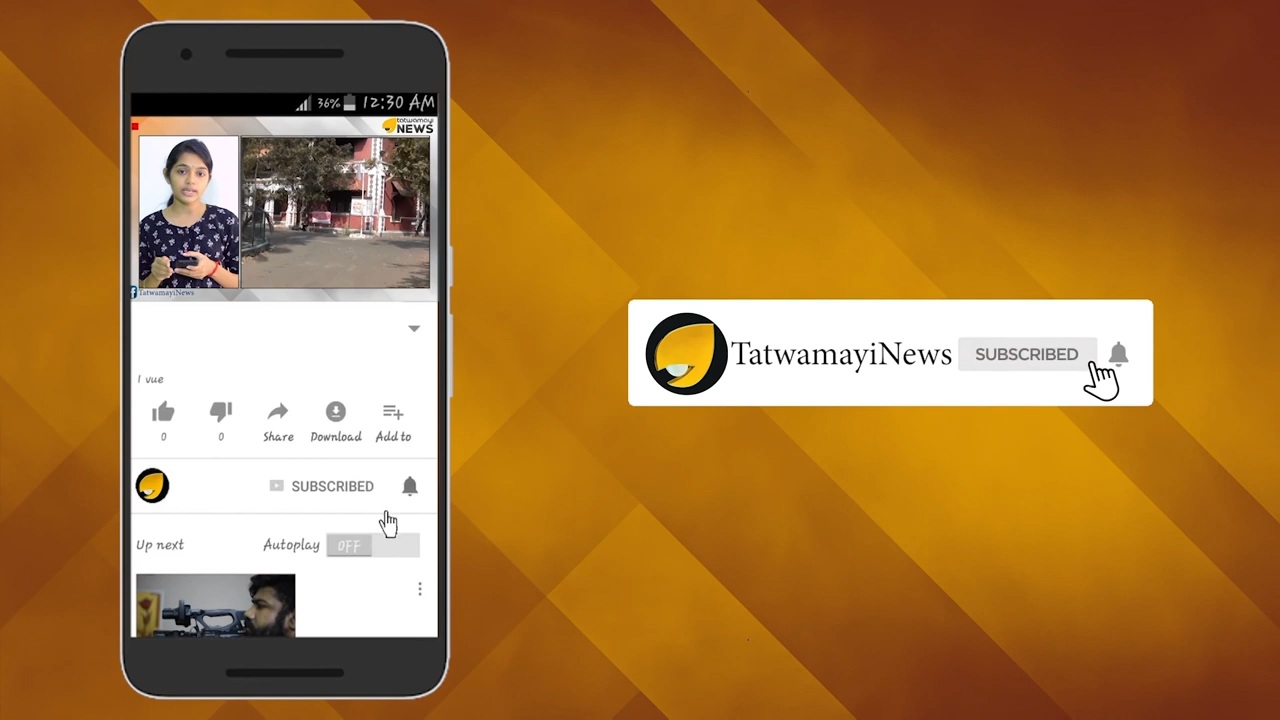 36% 12:30 AM
tatwamayi
NEWS
TatwamayiNews
1 vue
0 0 Share Download Add to
SUBSCRIBED
Up next Autoplay OFF
TatwamayiNews SUBSCRIBED